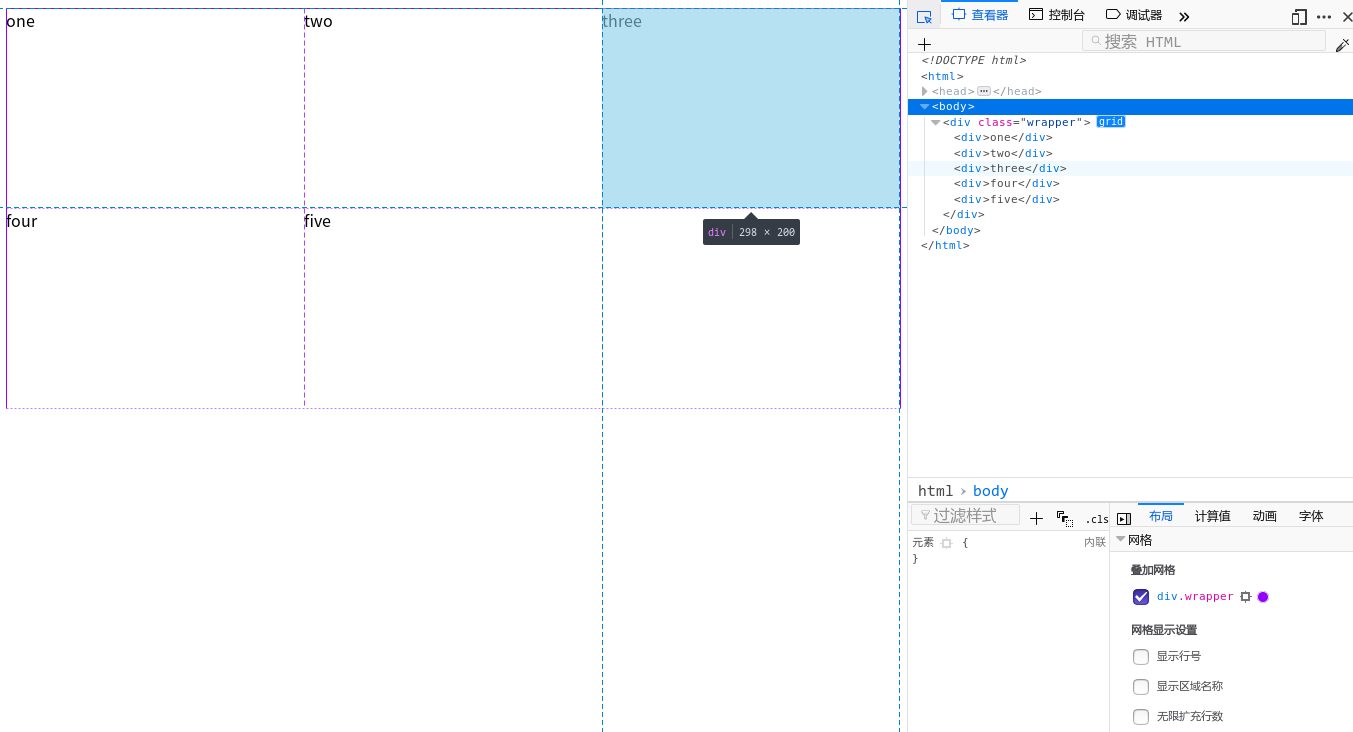 one two three
four five
div 298 × 200
查看器 控制台 调试器
搜索 HTML
<!DOCTYPE html>
<html>
<head> ⋯ </head>
<body>
<div class="wrapper"> grid
<div>one</div>
<div>two</div>
<div>three</div>
<div>four</div>
<div>five</div>
</div>
</body>
</html>
html › body
过滤样式 .cls
元素 { 内联
}
布局 计算值 动画 字体
网格
叠加网格
div.wrapper
网格显示设置
显示行号
显示区域名称
无限扩充行数